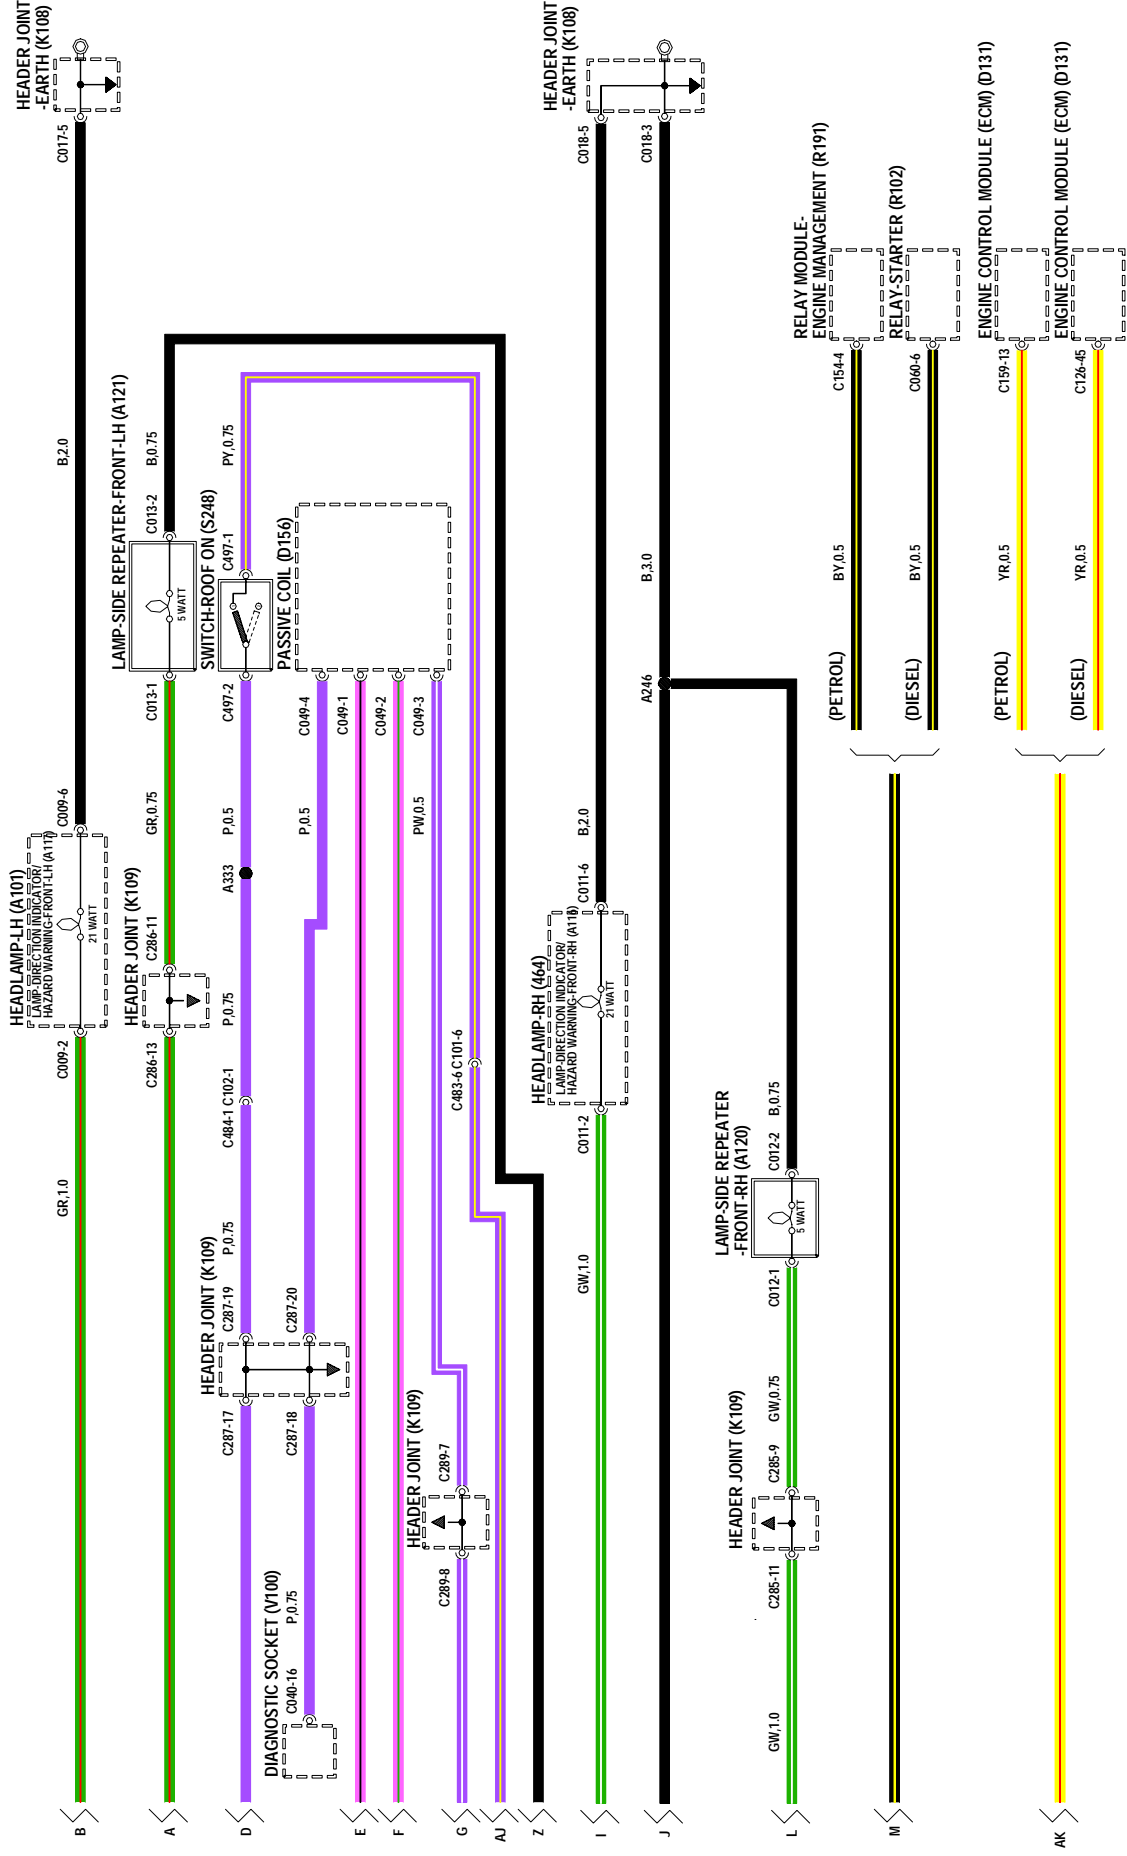 HEADER JOINT
-EARTH (K108)
C017-5
B,2.0
C009-6
HEADLAMP-LH (A101)
LAMP-DIRECTION INDICATOR/
HAZARD WARNING-FRONT-LH (A117)
21 WATT
C009-2
GR,1.0
B
LAMP-SIDE REPEATER-FRONT-LH (A121)
B,0.75
C013-2
5 WATT
C013-1
GR,0.75
HEADER JOINT (K109)
C286-11
C286-13
A
SWITCH-ROOF ON (S248)
PY,0.75
C497-1
C497-2
P,0.5
A333
P,0.75
C484-1 C102-1
P,0.75
HEADER JOINT (K109)
C287-19
C287-17
D
PASSIVE COIL (D156)
C049-4
P,0.5
C287-20
C287-18
DIAGNOSTIC SOCKET (V100)
P,0.75
C040-16
C049-1
E
C049-2
F
C049-3
PW,0.5
HEADER JOINT (K109)
C289-7
C289-8
G
C483-6 C101-6
AJ
Z
HEADER JOINT
-EARTH (K108)
C018-5
B,2.0
C011-6
HEADLAMP-RH (464)
LAMP-DIRECTION INDICATOR/
HAZARD WARNING-FRONT-RH (A116)
21 WATT
C011-2
GW,1.0
I
C018-3
B,3.0
A246
J
LAMP-SIDE REPEATER
-FRONT-RH (A120)
B,0.75
C012-2
5 WATT
C012-1
GW,0.75
HEADER JOINT (K109)
C285-9
C285-11
GW,1.0
L
RELAY MODULE-
ENGINE MANAGEMENT (R191)
C154-4
BY,0.5
(PETROL)
RELAY-STARTER (R102)
C060-6
BY,0.5
(DIESEL)
M
ENGINE CONTROL MODULE (ECM) (D131)
C159-13
YR,0.5
(PETROL)
ENGINE CONTROL MODULE (ECM) (D131)
C126-45
YR,0.5
(DIESEL)
AK